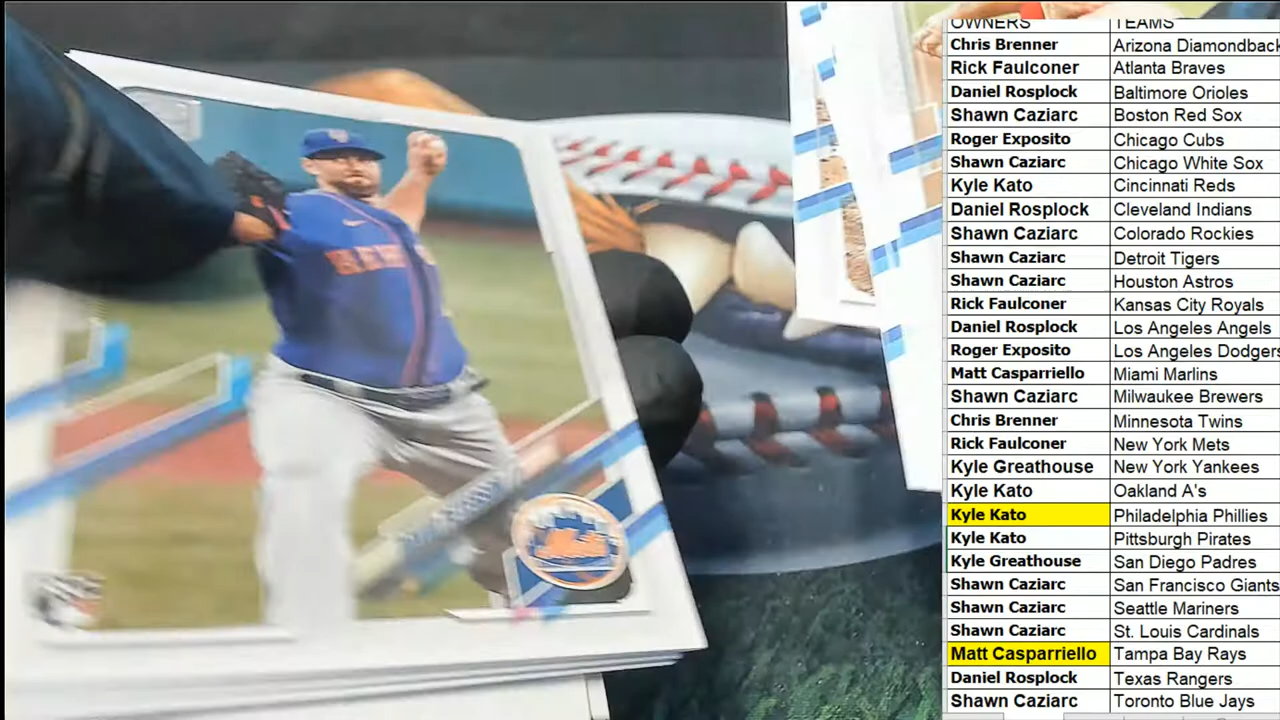 OWNERS TEAMS
Chris Brenner Arizona Diamondback
Rick Faulconer Atlanta Braves
Daniel Rosplock Baltimore Orioles
Shawn Caziarc Boston Red Sox
Roger Exposito Chicago Cubs
Shawn Caziarc Chicago White Sox
Kyle Kato Cincinnati Reds
Daniel Rosplock Cleveland Indians
Shawn Caziarc Colorado Rockies
Shawn Caziarc Detroit Tigers
Shawn Caziarc Houston Astros
Rick Faulconer Kansas City Royals
Daniel Rosplock Los Angeles Angels
Roger Exposito Los Angeles Dodgers
Matt Casparriello Miami Marlins
Shawn Caziarc Milwaukee Brewers
Chris Brenner Minnesota Twins
Rick Faulconer New York Mets
Kyle Greathouse New York Yankees
Kyle Kato Oakland A's
Kyle Kato Philadelphia Phillies
Kyle Kato Pittsburgh Pirates
Kyle Greathouse San Diego Padres
Shawn Caziarc San Francisco Giants
Shawn Caziarc Seattle Mariners
Shawn Caziarc St. Louis Cardinals
Matt Casparriello Tampa Bay Rays
Daniel Rosplock Texas Rangers
Shawn Caziarc Toronto Blue Jays
Mets